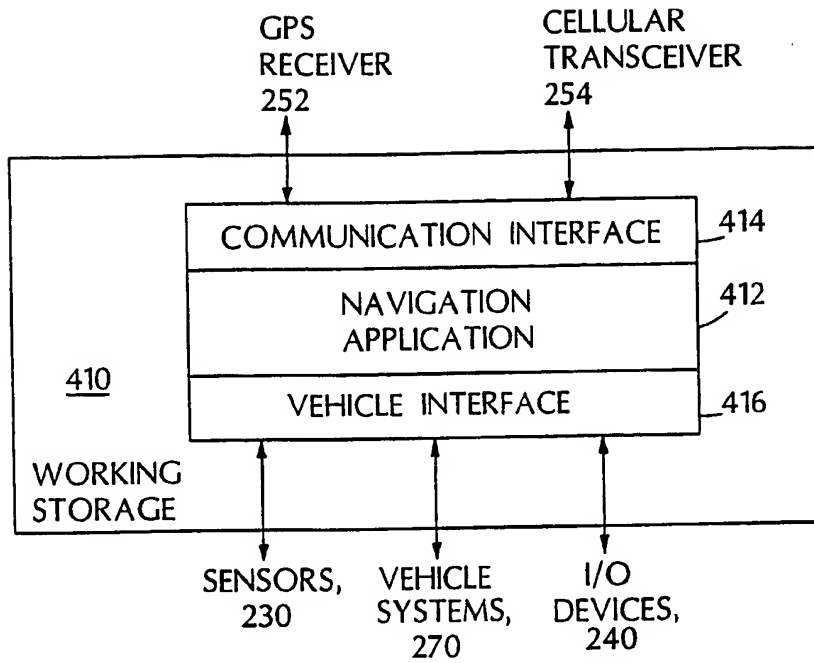 GPS
RECEIVER
252
CELLULAR
TRANSCEIVER
254
COMMUNICATION INTERFACE
414
NAVIGATION
APPLICATION
412
VEHICLE INTERFACE
416
410
WORKING
STORAGE
SENSORS,
230
VEHICLE
SYSTEMS,
270
I/O
DEVICES,
240